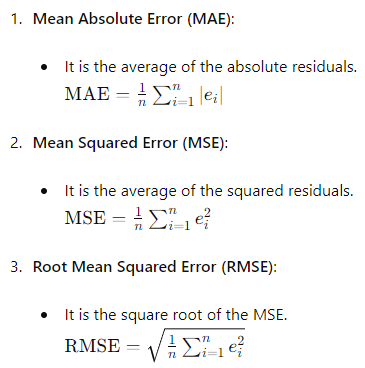 1. Mean Absolute Error (MAE):
• It is the average of the absolute residuals.
MAE = \frac{1}{n} \sum_{i=1}^{n} |e_i|
2. Mean Squared Error (MSE):
• It is the average of the squared residuals.
MSE = \frac{1}{n} \sum_{i=1}^{n} e_i^2
3. Root Mean Squared Error (RMSE):
• It is the square root of the MSE.
RMSE = \sqrt{\frac{1}{n} \sum_{i=1}^{n} e_i^2}